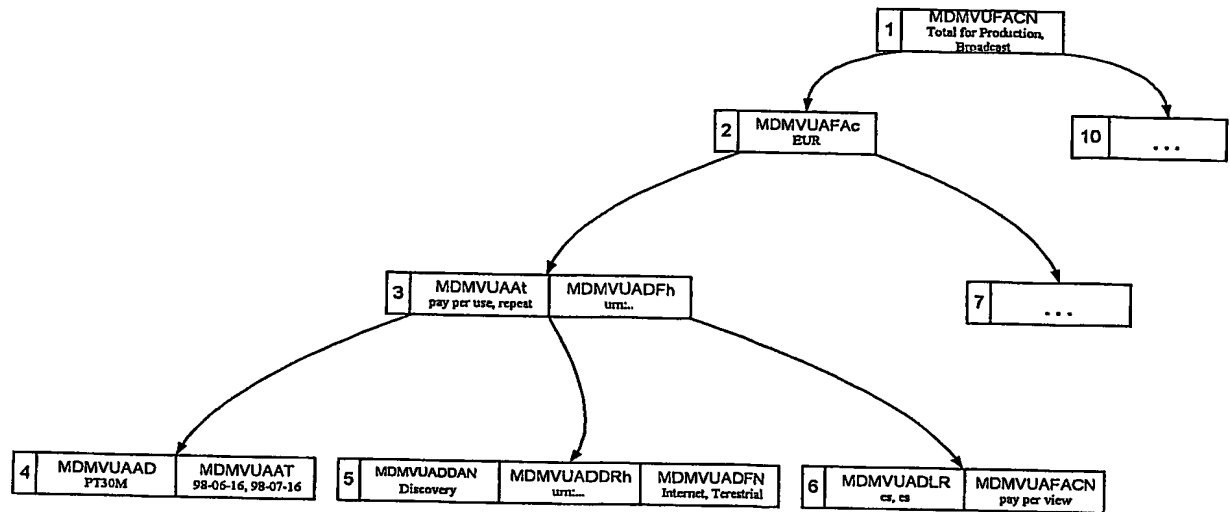 1
MDMVUFACN
Total for Production,
Broadcast
2
MDMVUAFAc
EUR
10
...
3
MDMVUAAt
pay per use, repeat
MDMVUADFh
urn:..
7
...
4
MDMVUAAD
PT30M
MDMVUAAT
98-06-16, 98-07-16
5
MDMVUADDAN
Discovery
MDMVUADDRh
urn:...
MDMVUADFN
Internet, Terestrial
6
MDMVUADLR
es, es
MDMVUAFACN
pay per view